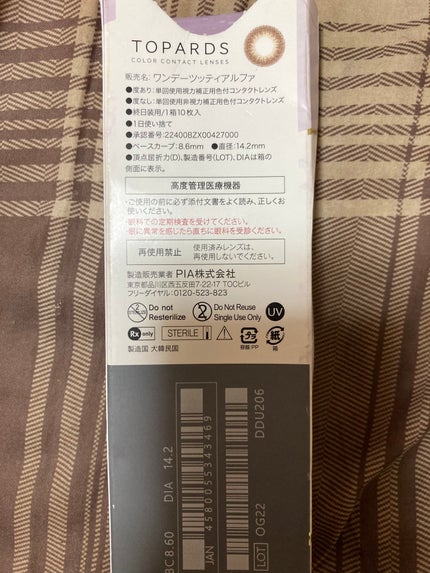 TOPARDS
COLOR CONTACT LENSES
販売名: ワンデーツッティアルファ
●度あり: 単回使用視力補正用色付コンタクトレンズ
●度なし: 単回使用非視力補正用色付コンタクトレンズ
●終日装用/1箱10枚入
●1日使い捨て
●承認番号:22400BZX00427000
●ベースカーブ: 8.6mm ●直径: 14.2mm
●頂点屈折力(D)、製造番号(LOT)、DIAは箱の
側面に表示。
高度管理医療機器
・ご使用の前に必ず添付文書をよく読み、正しくお
使いください。
・眼科での定期検査を受けてください。
・眼に異常を感じたら直ちに眼科を受診ください。
再使用禁止
使用済みレンズは、
再使用しないでください。
製造販売業者 PIA株式会社
東京都品川区西五反田7-22-17 TOCビル
フリーダイヤル:0120-523-823
Do not
Resterilize
2
Do Not Reuse
Single Use Only
UV
Rx only
STERILE
プラ
容器 PP
紙
箱
製造国 大韓民国
BC 8.60 DIA 14.2
JAN 4580055343469
LOT OG22 DDU206